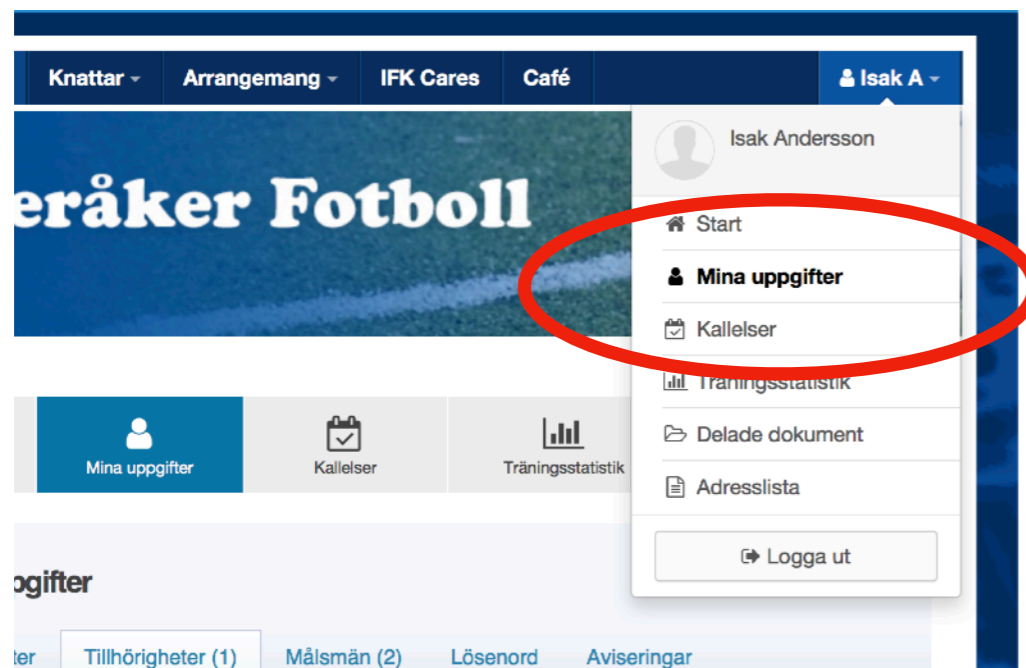 Knattar Arrangemang IFK Cares Café Isak A
Isak Andersson
eråker Fotboll
Start
Mina uppgifter
Kallelser
Träningsstatistik
Delade dokument
Adresslista
Logga ut
Mina uppgifter Kallelser Träningsstatistik
pgifter
ter Tillhörigheter (1) Målsmän (2) Lösenord Aviseringar